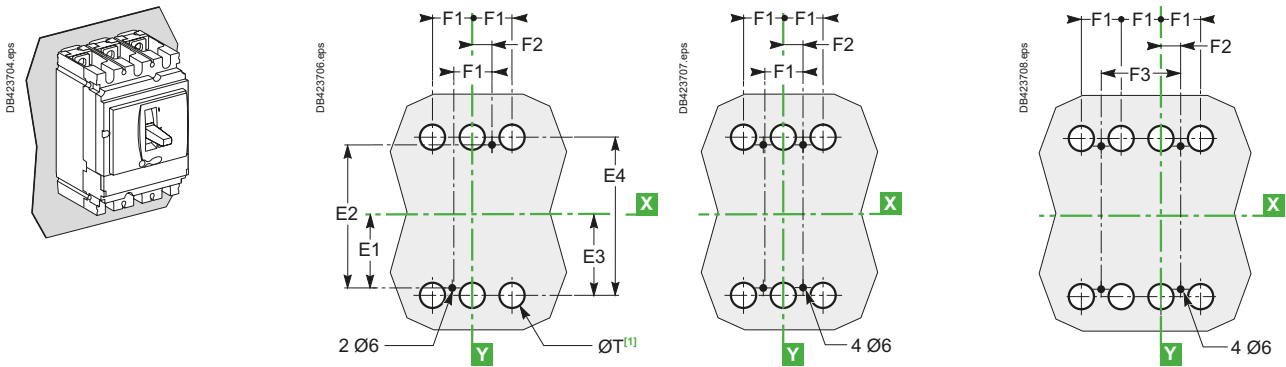 DB423704.eps
DB423706.eps
F1 F1
F2
F1
E2
E1
E4
E3
X
Y
2 Ø6
ØT[1]
DB423707.eps
F1 F1
F2
F1
X
Y
4 Ø6
DB423708.eps
F1 F1 F1
F2
F3
X
Y
4 Ø6